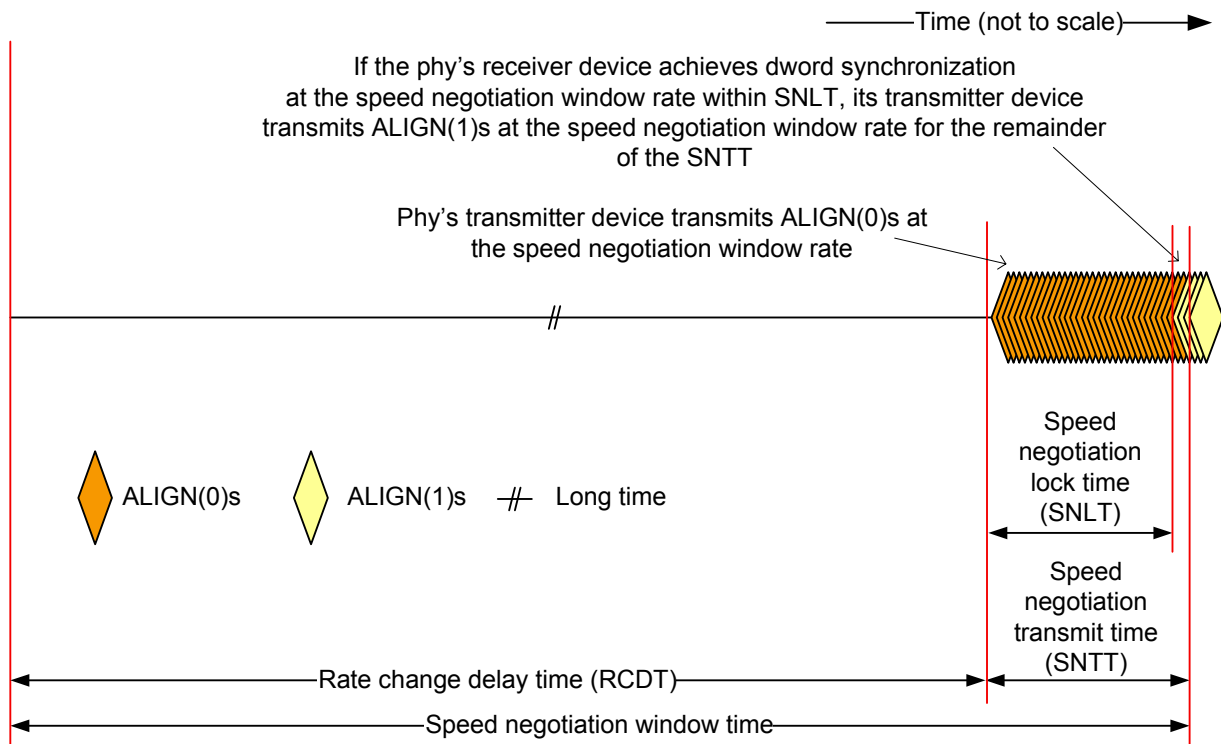 Time (not to scale)
If the phy's receiver device achieves dword synchronization
at the speed negotiation window rate within SNLT, its transmitter device
transmits ALIGN(1)s at the speed negotiation window rate for the remainder
of the SNTT
Phy's transmitter device transmits ALIGN(0)s at
the speed negotiation window rate
ALIGN(0)s
ALIGN(1)s
Long time
Speed
negotiation
lock time
(SNLT)
Speed
negotiation
transmit time
(SNTT)
Rate change delay time (RCDT)
Speed negotiation window time